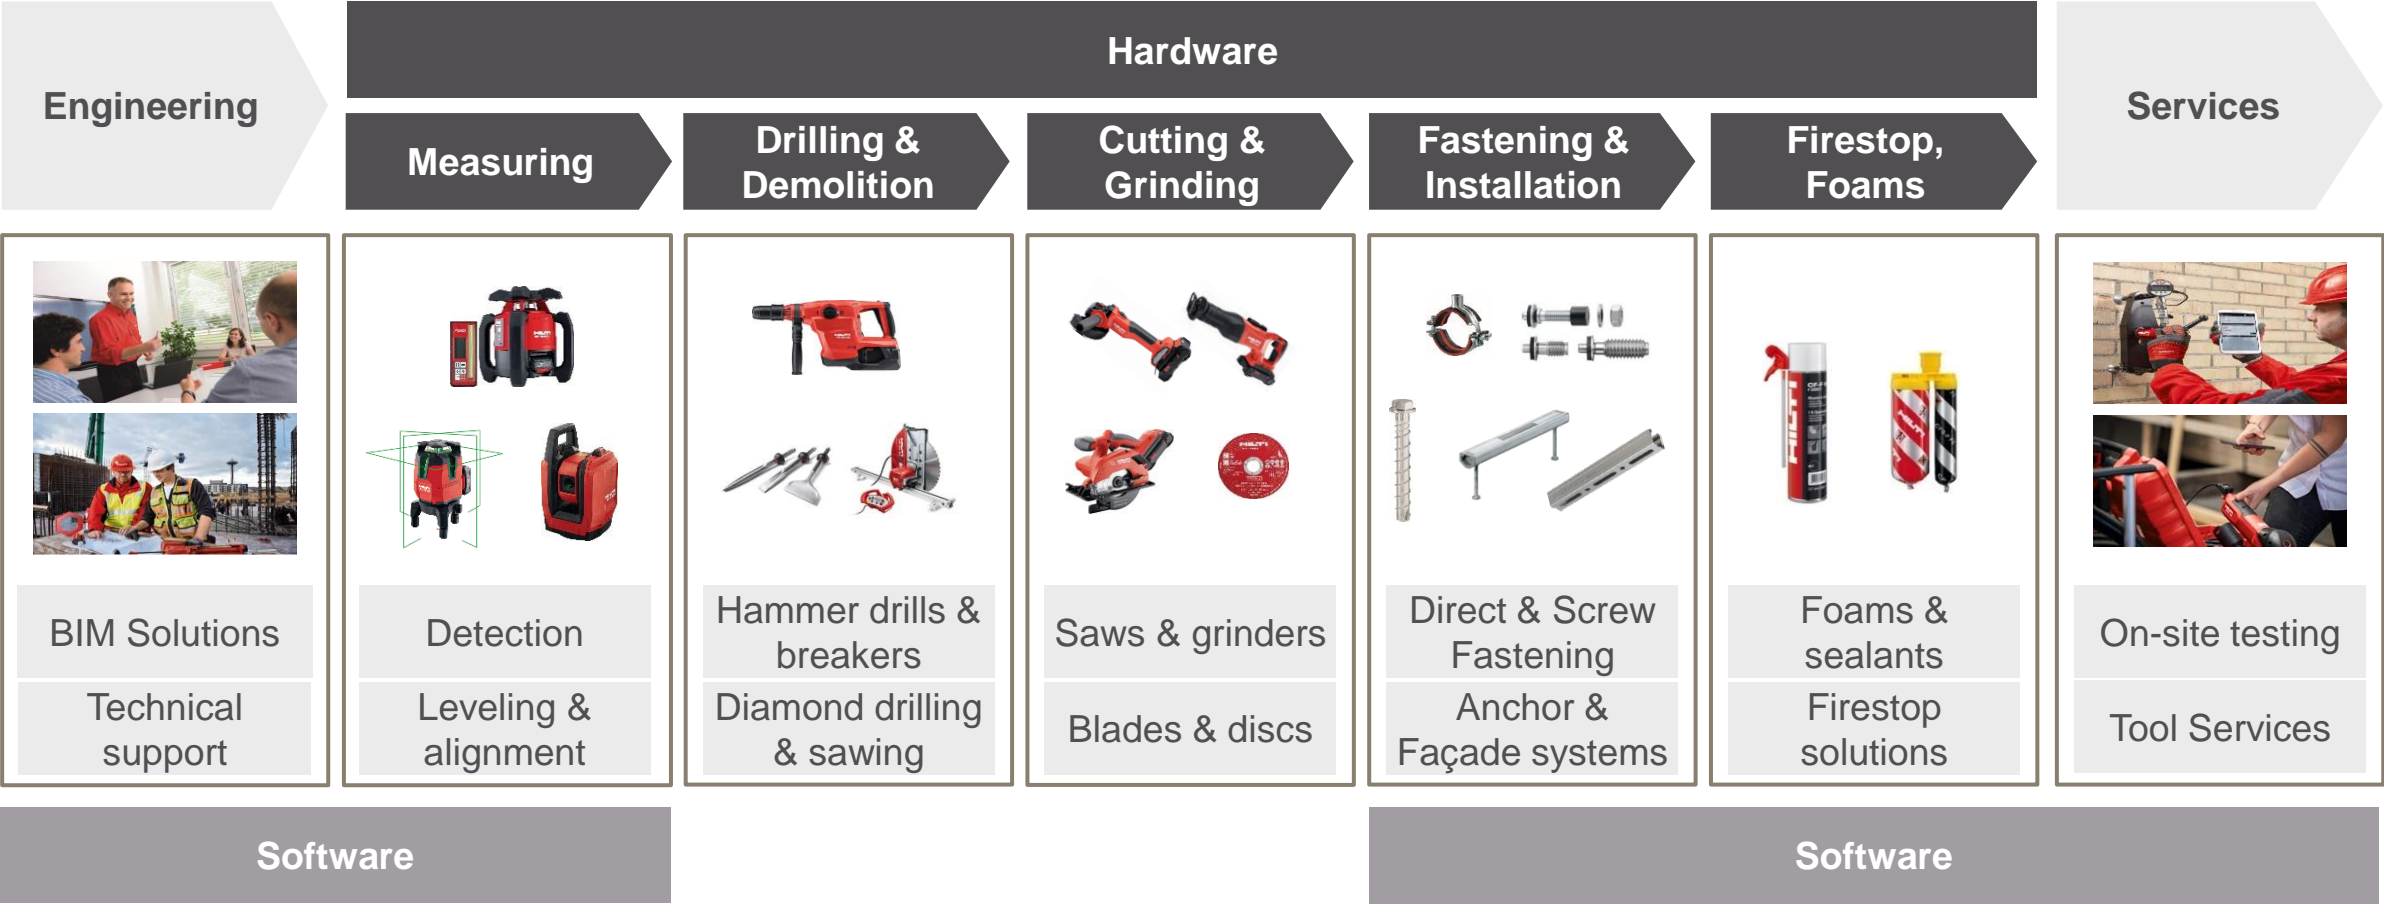 Hardware
Engineering
Services
Measuring
Drilling &
Demolition
Cutting &
Grinding
Fastening &
Installation
Firestop,
Foams
HILTI
HILTI
BIM Solutions
Technical
support
Detection
Leveling &
alignment
Hammer drills &
breakers
Diamond drilling
& sawing
Saws & grinders
Blades & discs
Direct & Screw
Fastening
Anchor &
Façade systems
Foams &
sealants
Firestop
solutions
On-site testing
Tool Services
Software
Software